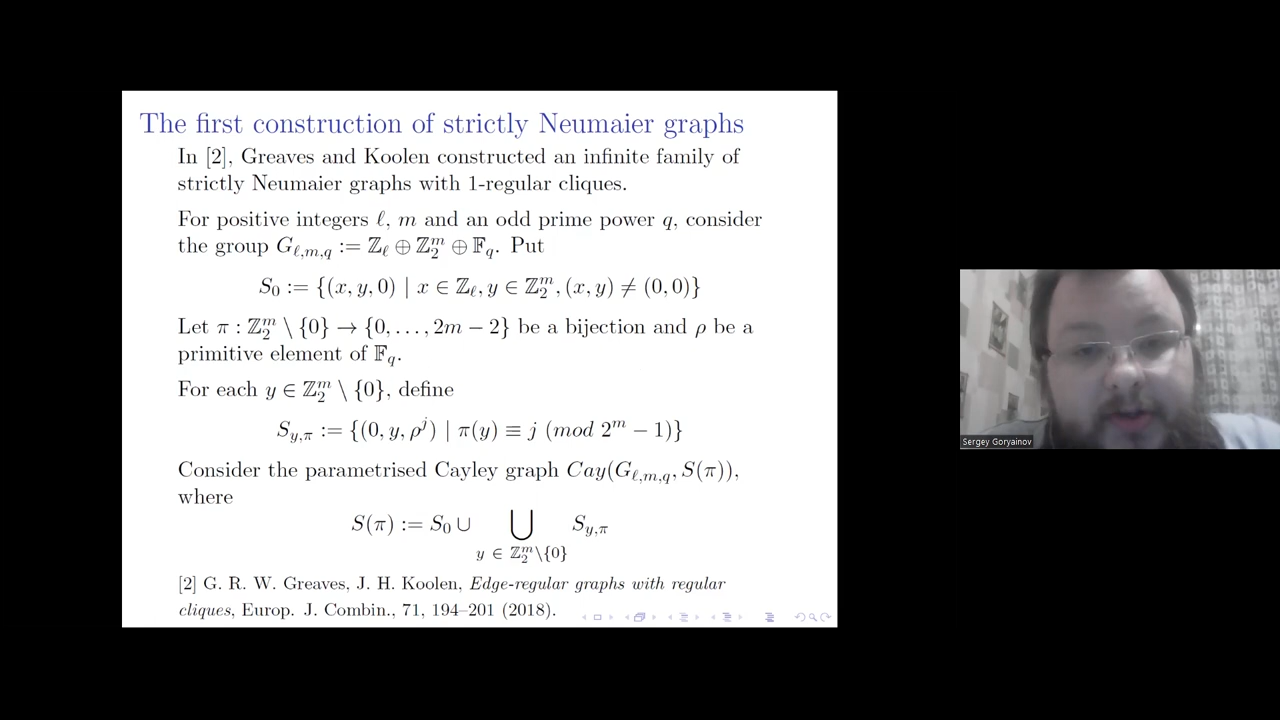 The first construction of strictly Neumaier graphs
In [2], Greaves and Koolen constructed an infinite family of
strictly Neumaier graphs with 1-regular cliques.
For positive integers ℓ, m and an odd prime power q, consider
the group G_{ℓ,m,q} := ℤ_ℓ ⊕ ℤ_2^m ⊕ 𝔽_q. Put
S_0 := {(x, y, 0) | x ∈ ℤ_ℓ, y ∈ ℤ_2^m, (x, y) ≠ (0, 0)}
Let π : ℤ_2^m \ {0} → {0, . . . , 2m − 2} be a bijection and ρ be a
primitive element of 𝔽_q.
For each y ∈ ℤ_2^m \ {0}, define
S_{y,π} := {(0, y, ρ^j) | π(y) ≡ j (mod 2^m − 1)}
Consider the parametrised Cayley graph Cay(G_{ℓ,m,q}, S(π)),
where
S(π) := S_0 ∪ ⋃_{y ∈ ℤ_2^m\{0}} S_{y,π}
[2] G. R. W. Greaves, J. H. Koolen, Edge-regular graphs with regular
cliques, Europ. J. Combin., 71, 194–201 (2018).
Sergey Goryainov